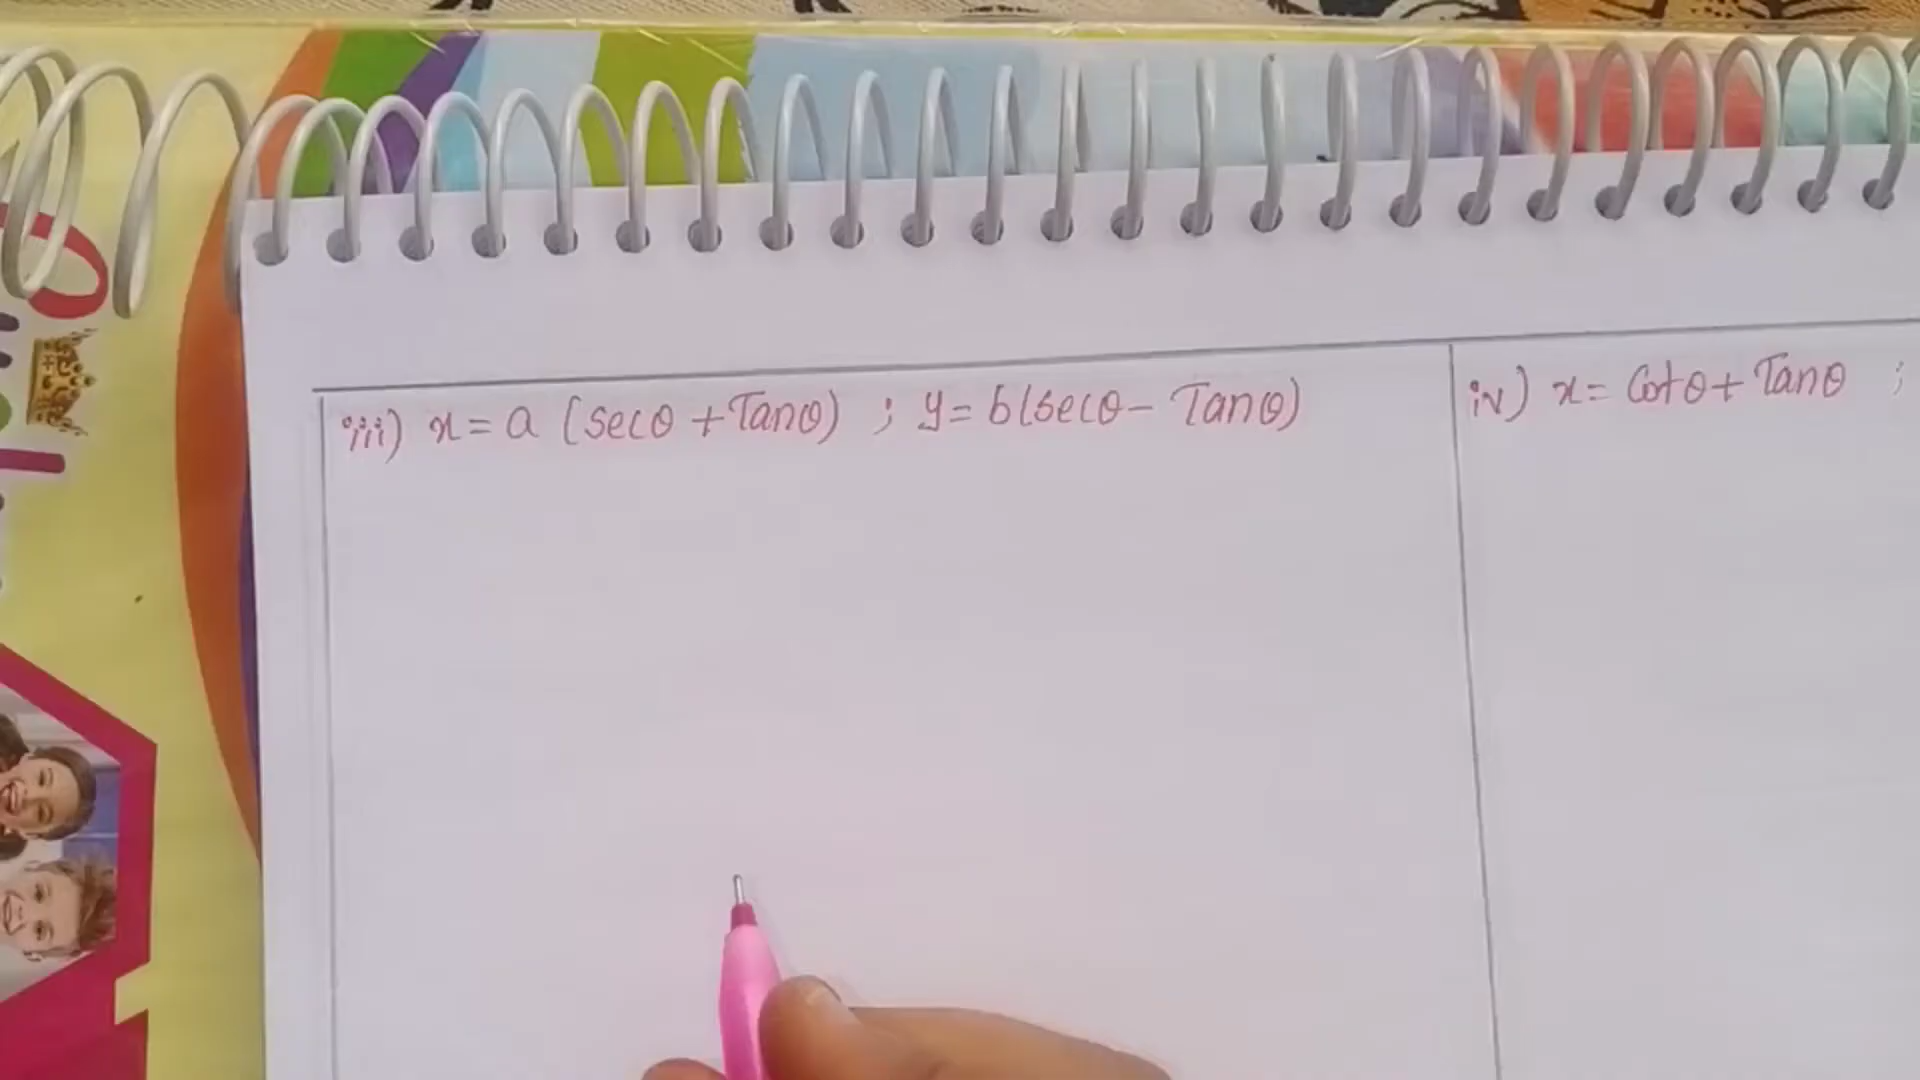 iii) x = a (secθ + Tanθ) ; y = b(secθ - Tanθ)
iv) x = Cotθ + Tanθ ;